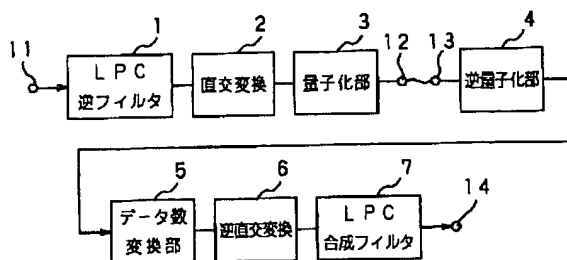 1
2
3
4
11
12
13
LPC
逆フィルタ
直交変換
量子化部
逆量子化部
5
6
7
14
データ数
変換部
逆直交変換
LPC
合成フィルタ